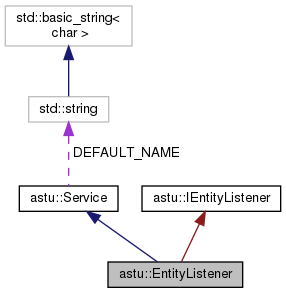 std::basic_string<
char >
std::string
DEFAULT_NAME
astu::Service
astu::IEntityListener
astu::EntityListener